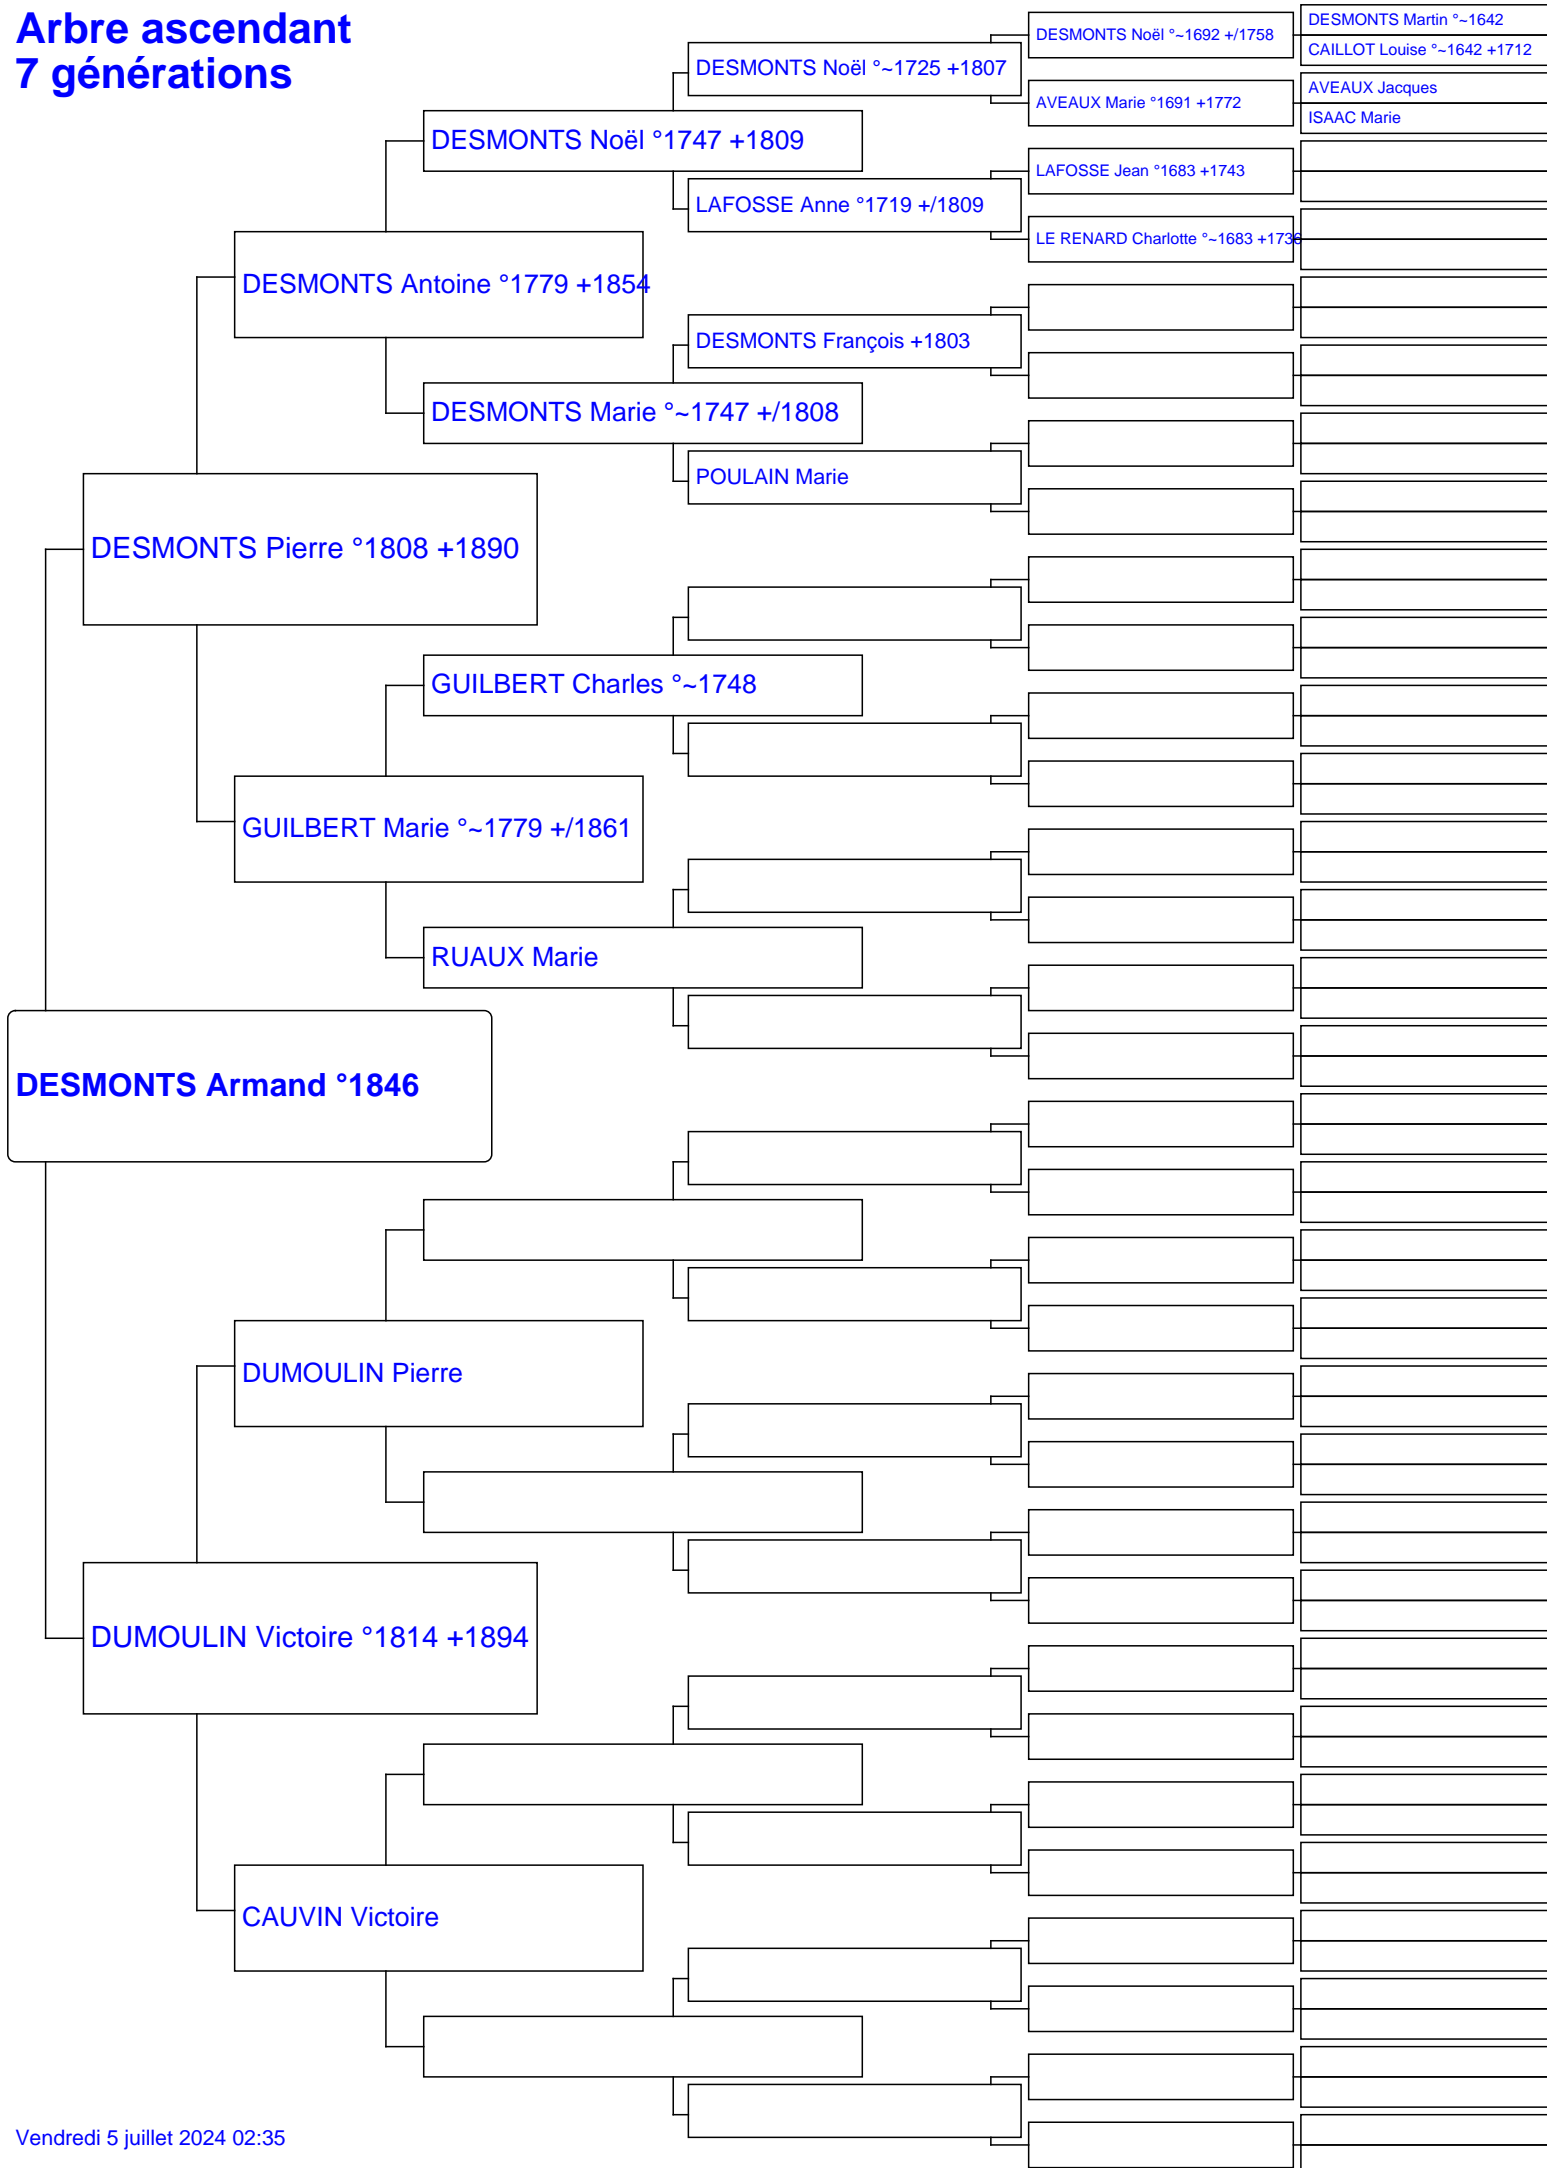 Arbre ascendant
7 générations
DESMONTS Noël °~1692 +/1758
DESMONTS Martin °~1642
CAILLOT Louise °~1642 +1712
DESMONTS Noël °~1725 +1807
AVEAUX Marie °1691 +1772
AVEAUX Jacques
ISAAC Marie
DESMONTS Noël °1747 +1809
LAFOSSE Jean °1683 +1743
LAFOSSE Anne °1719 +/1809
LE RENARD Charlotte °~1683 +1736
DESMONTS Antoine °1779 +1854
DESMONTS François +1803
DESMONTS Marie °~1747 +/1808
POULAIN Marie
DESMONTS Pierre °1808 +1890
GUILBERT Charles °~1748
GUILBERT Marie °~1779 +/1861
RUAUX Marie
DESMONTS Armand °1846
DUMOULIN Pierre
DUMOULIN Victoire °1814 +1894
CAUVIN Victoire
Vendredi 5 juillet 2024 02:35